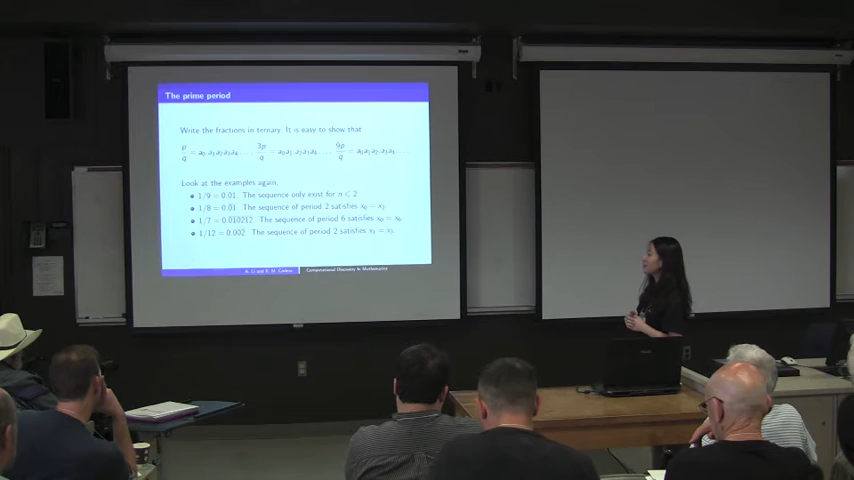 The prime period
Write the fractions in ternary. It is easy to show that
p/q = a₀.a₁a₂a₃a₄..., 3p/q = a₀a₁.a₂a₃a₄..., 9p/q = a₀a₁a₂.a₃a₄...
Look at the examples again,
1/9 = 0.01. The sequence only exist for n ⩽ 2.
1/8 = 0.01. The sequence of period 2 satisfies x₀ = x₂.
1/7 = 0.010212. The sequence of period 6 satisfies x₀ = x₆.
1/12 = 0.002. The sequence of period 2 satisfies x₁ = x₃.
A. Li and R. M. Corless
Computational Discovery in Mathematics